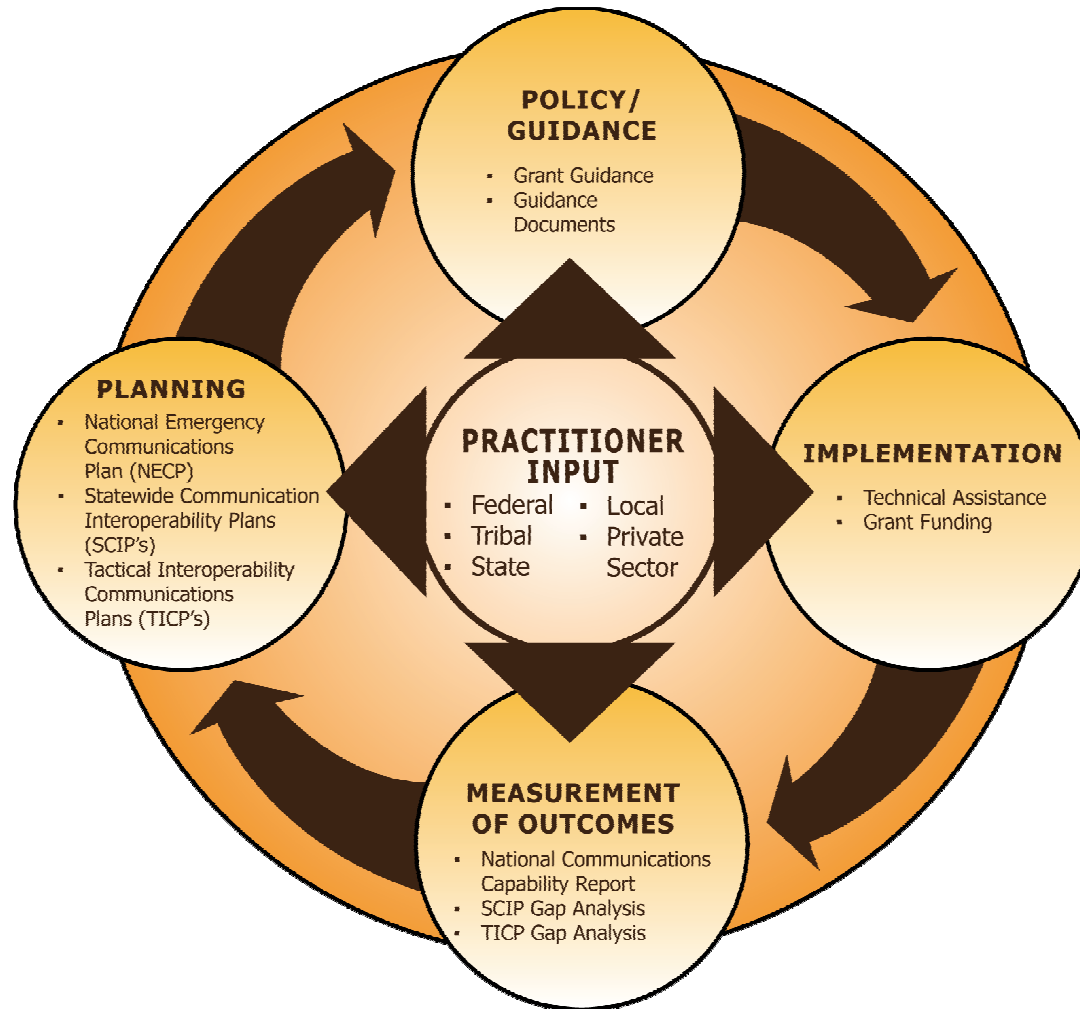 POLICY/
GUIDANCE
▪ Grant Guidance
▪ Guidance
Documents
PLANNING
▪ National Emergency
Communications
Plan (NECP)
▪ Statewide Communication
Interoperability Plans
(SCIP's)
▪ Tactical Interoperability
Communications
Plans (TICP's)
PRACTITIONER
INPUT
▪ Federal
▪ Tribal
▪ State
▪ Local
▪ Private
Sector
IMPLEMENTATION
▪ Technical Assistance
▪ Grant Funding
MEASUREMENT
OF OUTCOMES
▪ National Communications
Capability Report
▪ SCIP Gap Analysis
▪ TICP Gap Analysis